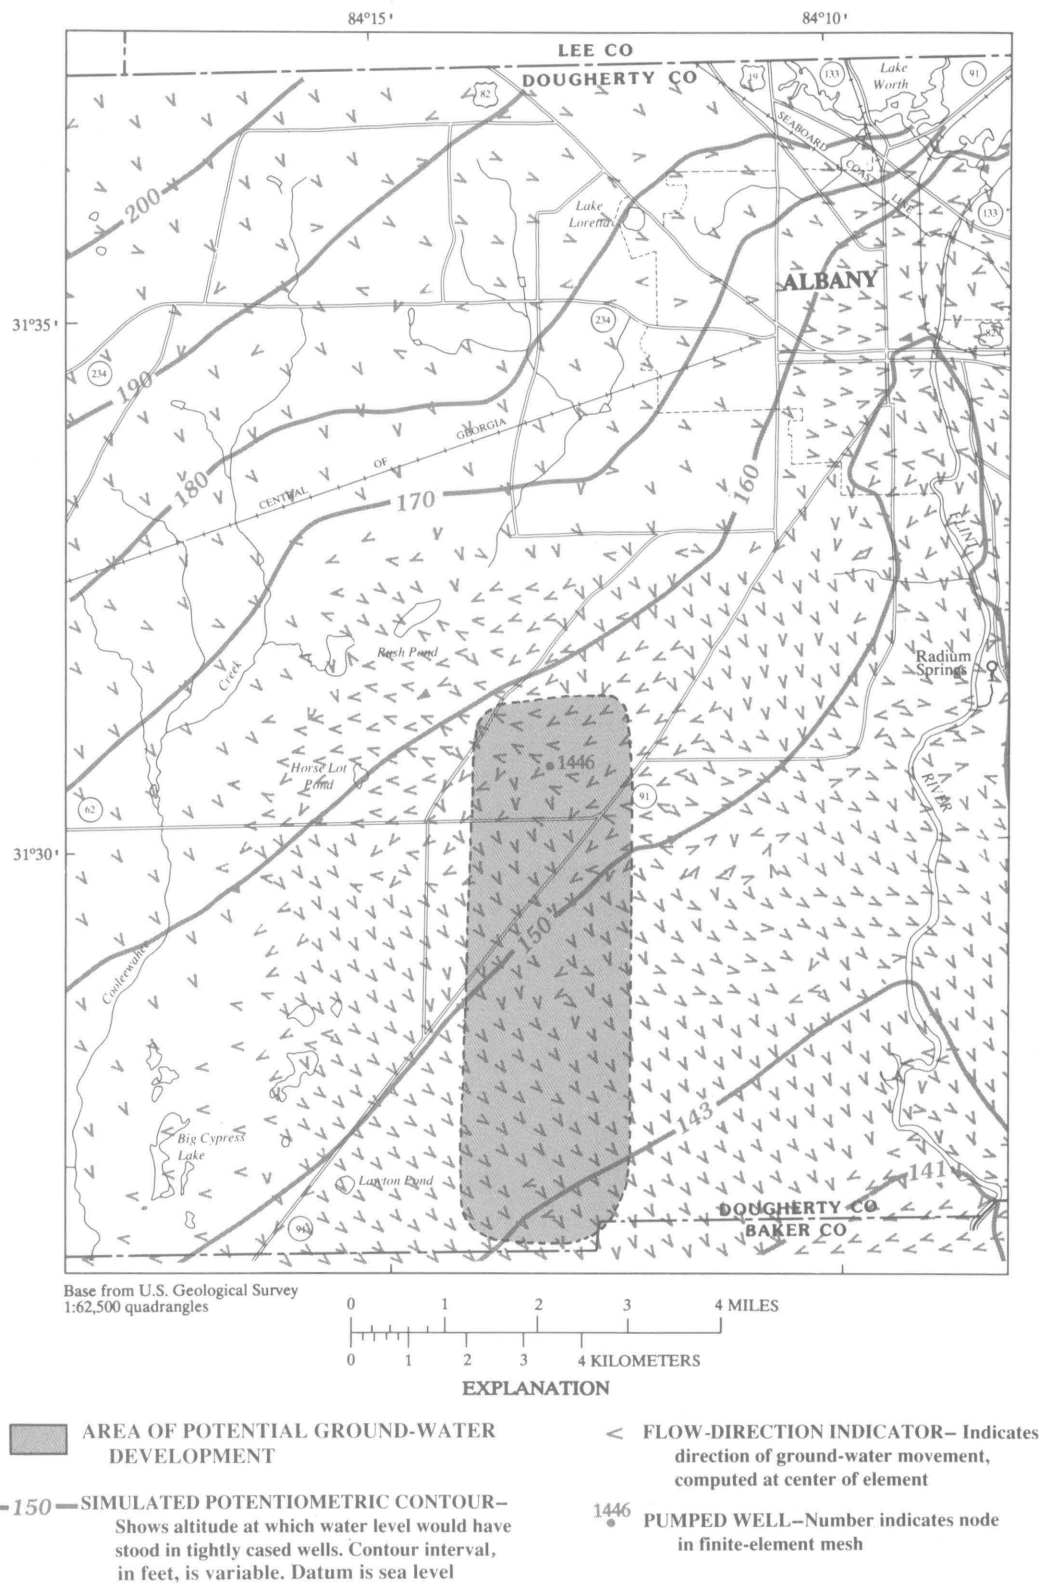 84°15'
84°10'
LEE CO
DOUGHERTY CO
82
19
133
Lake
Worth
91
SEABOARD
COAST
LINE
200
Lake
Loretta
133
ALBANY
31°35'
234
82
234
190
GEORGIA
OF
CENTRAL
180
170
160
FLINT
Rush Pond
Creek
Radium
Springs
1446
Horse Lot
Pond
62
91
RIVER
31°30'
150
Cooleewahee
143
Big Cypress
Lake
Lawton Pond
141
91
DOUGHERTY CO
BAKER CO
Base from U.S. Geological Survey
1:62,500 quadrangles
0 1 2 3 4 MILES
0 1 2 3 4 KILOMETERS
EXPLANATION
AREA OF POTENTIAL GROUND-WATER
DEVELOPMENT
150 SIMULATED POTENTIOMETRIC CONTOUR–
Shows altitude at which water level would have
stood in tightly cased wells. Contour interval,
in feet, is variable. Datum is sea level
< FLOW-DIRECTION INDICATOR– Indicates
direction of ground-water movement,
computed at center of element
1446
PUMPED WELL–Number indicates node
in finite-element mesh